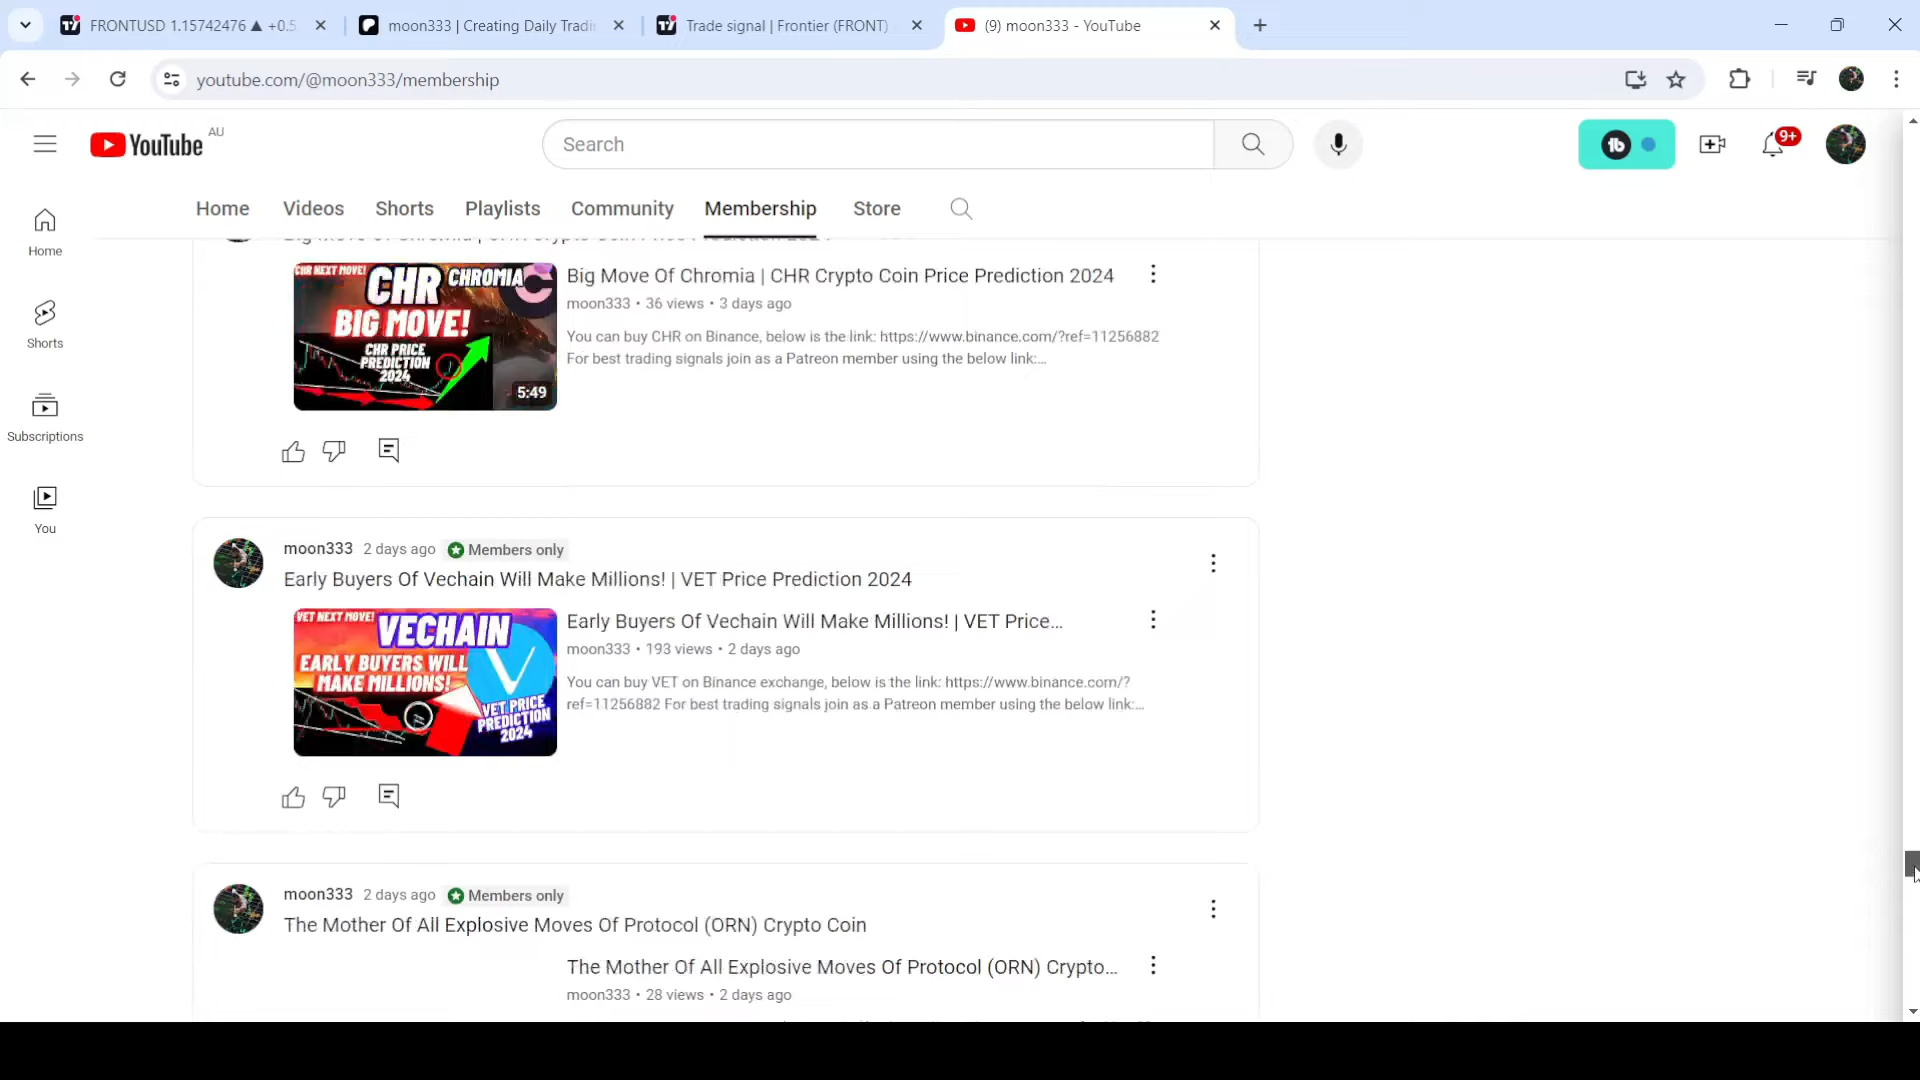 FRONTUSD 1.15742476 ▲ +0.5
moon333 | Creating Daily Tradi
Trade signal | Frontier (FRONT)
(9) moon333 - YouTube
youtube.com/@moon333/membership
YouTube
AU
Search
9+
Home
Videos
Shorts
Playlists
Community
Membership
Store
Home
Shorts
Subscriptions
You
CHR NEXT MOVE!
CHR
CHROMIA
BIG MOVE!
CHR PRICE
PREDICTION
2024
5:49
Big Move Of Chromia | CHR Crypto Coin Price Prediction 2024
moon333 • 36 views • 3 days ago
You can buy CHR on Binance, below is the link: https://www.binance.com/?ref=11256882
For best trading signals join as a Patreon member using the below link:...
moon333 2 days ago Members only
Early Buyers Of Vechain Will Make Millions! | VET Price Prediction 2024
VET NEXT MOVE!
VECHAIN
EARLY BUYERS WILL
MAKE MILLIONS!
VET PRICE
PREDICTION
2024
Early Buyers Of Vechain Will Make Millions! | VET Price...
moon333 • 193 views • 2 days ago
You can buy VET on Binance exchange, below is the link: https://www.binance.com/?
ref=11256882 For best trading signals join as a Patreon member using the below link:...
moon333 2 days ago Members only
The Mother Of All Explosive Moves Of Protocol (ORN) Crypto Coin
The Mother Of All Explosive Moves Of Protocol (ORN) Crypto...
moon333 • 28 views • 2 days ago